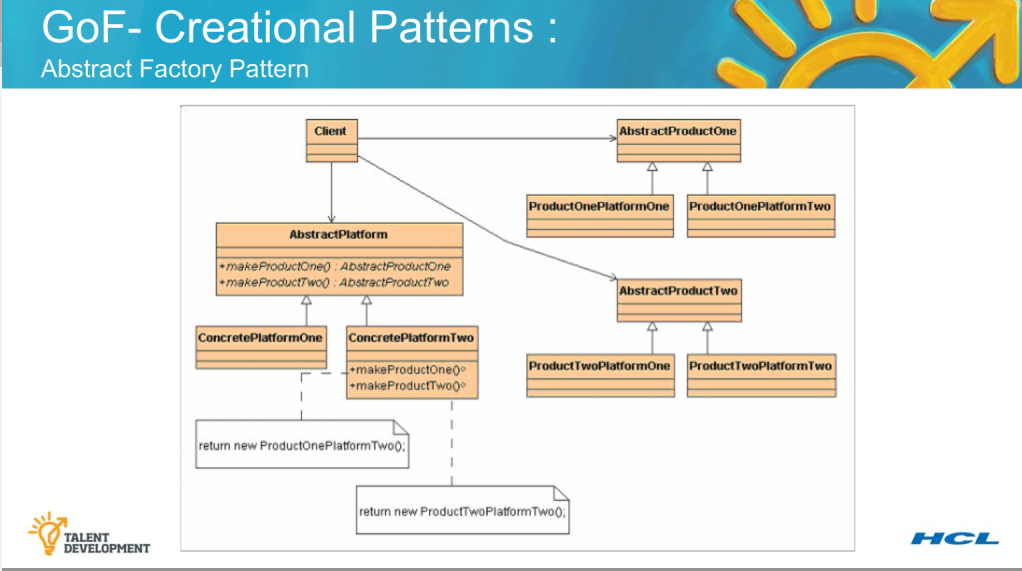 GoF- Creational Patterns :
Abstract Factory Pattern
Client
AbstractProductOne
ProductOnePlatformOne
ProductOnePlatformTwo
AbstractPlatform
+makeProductOne() : AbstractProductOne
+makeProductTwo() : AbstractProductTwo
AbstractProductTwo
ConcretePlatformOne
ConcretePlatformTwo
+makeProductOne()
+makeProductTwo()
ProductTwoPlatformOne
ProductTwoPlatformTwo
return new ProductOnePlatformTwo();
return new ProductTwoPlatformTwo();
TALENT
DEVELOPMENT
HCL